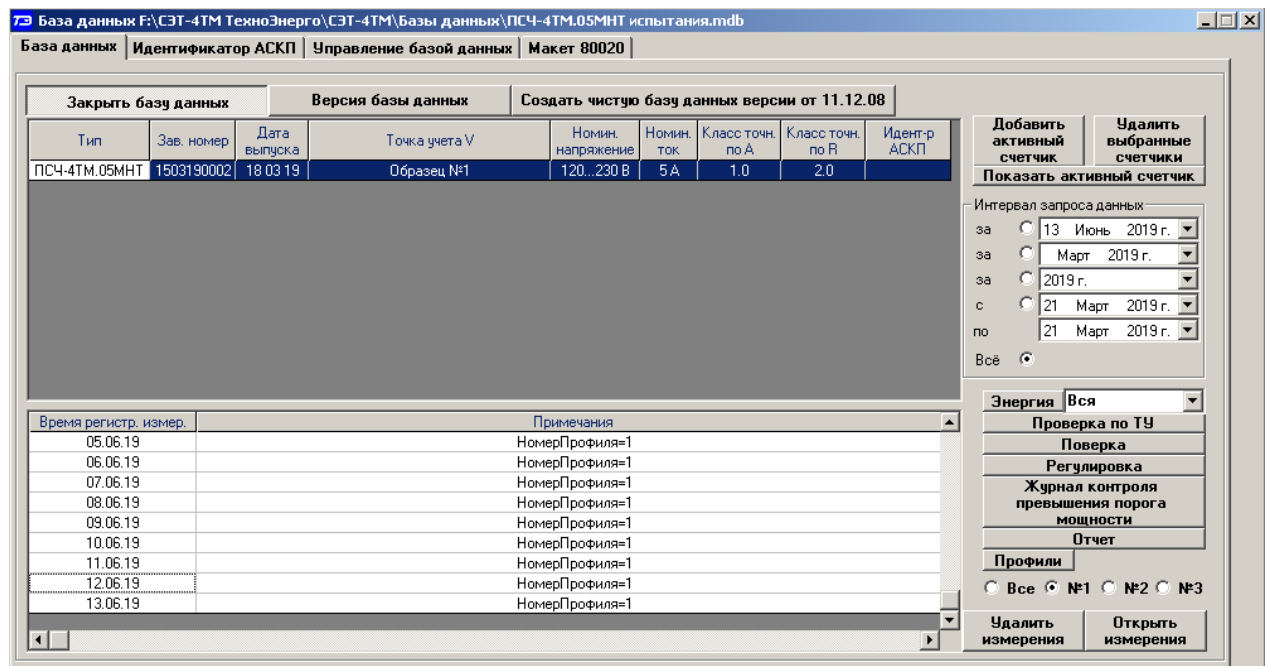 ТЭ База данных F:\СЭТ-4ТМ ТехноЭнерго\СЭТ-4ТМ\Базы данных\ПСЧ-4ТМ.05МНТ испытания.mdb
База данных Идентификатор АСКП Управление базой данных Макет 80020
Закрыть базу данных Версия базы данных Создать чистую базу данных версии от 11.12.08
Тип Зав. номер Дата выпуска Точка учета V Номин. напряжение Номин. ток Класс точн. по А Класс точн. по R Идент-р АСКП
ПСЧ-4ТМ.05МНТ 1503190002 18 03 19 Образец №1 120...230 В 5 А 1.0 2.0
Добавить активный счетчик
Удалить выбранные счетчики
Показать активный счетчик
Интервал запроса данных
за 13 Июнь 2019 г.
за Март 2019 г.
за 2019 г.
с 21 Март 2019 г.
по 21 Март 2019 г.
Всё
Время регистр. измер. Примечания
05.06.19 НомерПрофиля=1
06.06.19 НомерПрофиля=1
07.06.19 НомерПрофиля=1
08.06.19 НомерПрофиля=1
09.06.19 НомерПрофиля=1
10.06.19 НомерПрофиля=1
11.06.19 НомерПрофиля=1
12.06.19 НомерПрофиля=1
13.06.19 НомерПрофиля=1
Энергия Вся
Проверка по ТУ
Поверка
Регулировка
Журнал контроля
превышения порога
мощности
Отчет
Профили
Все №1 №2 №3
Удалить измерения
Открыть измерения